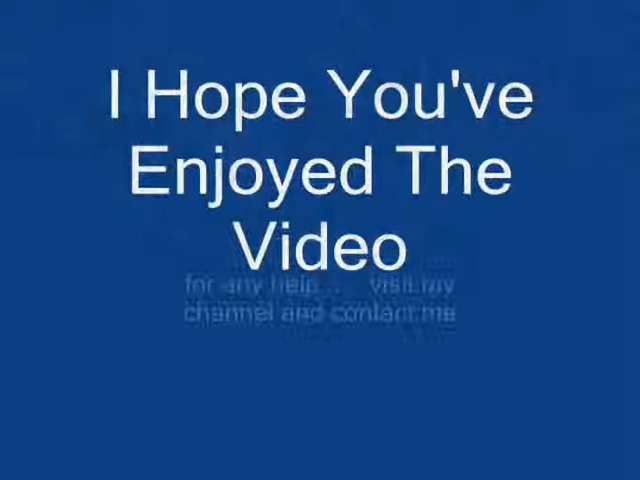 I Hope You've
Enjoyed The
Video
for any help... visit my
channel and contact me